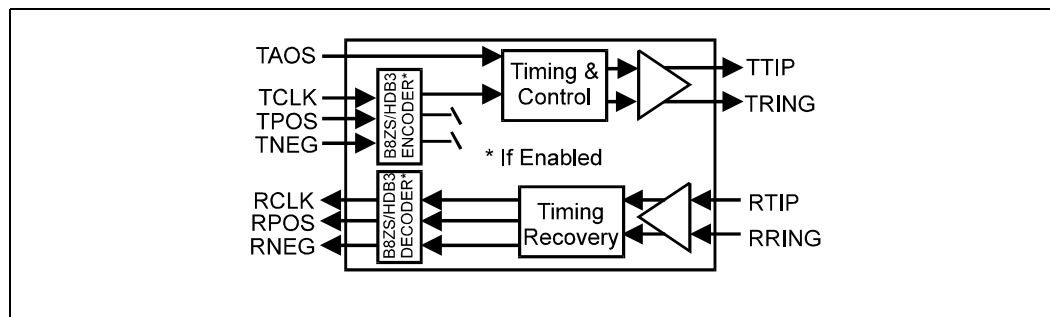 TAOS
TCLK
TPOS
TNEG
B8ZS/HDB3
ENCODER*
Timing &
Control
TTIP
TRING
* If Enabled
RCLK
RPOS
RNEG
B8ZS/HDB3
DECODER*
Timing
Recovery
RTIP
RRING